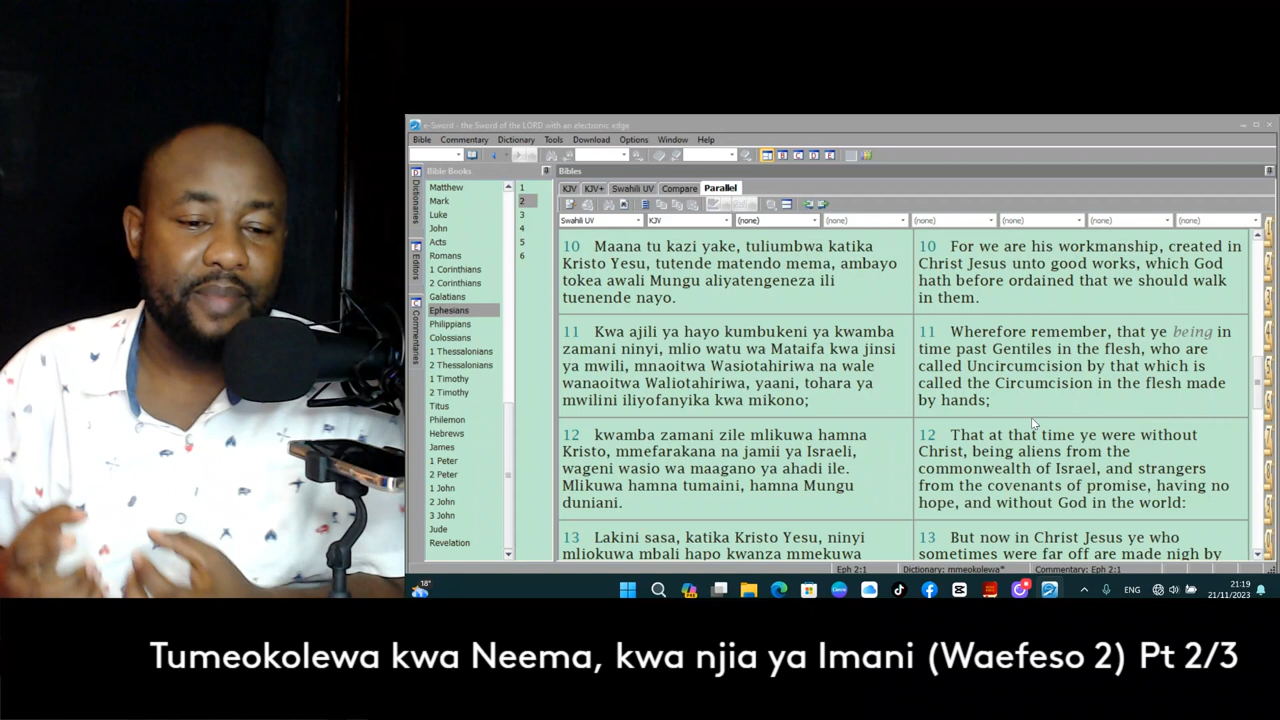 e-Sword - the Sword of the LORD with an electronic edge
Bible Commentary Dictionary Tools Download Options Window Help
Bible Books
Bibles
Dictionaries
Editors
Commentaries
Matthew
Mark
Luke
John
Acts
Romans
1 Corinthians
2 Corinthians
Galatians
Ephesians
Philippians
Colossians
1 Thessalonians
2 Thessalonians
1 Timothy
2 Timothy
Titus
Philemon
Hebrews
James
1 Peter
2 Peter
1 John
2 John
3 John
Jude
Revelation
1
2
3
4
5
6
KJV KJV+ Swahili UV Compare Parallel
Swahili UV KJV (none) (none) (none) (none) (none) (none)
10 Maana tu kazi yake, tuliumbwa katika
Kristo Yesu, tutende matendo mema, ambayo
tokea awali Mungu aliyatengeneza ili
tuenende nayo.
10 For we are his workmanship, created in
Christ Jesus unto good works, which God
hath before ordained that we should walk
in them.
11 Kwa ajili ya hayo kumbukeni ya kwamba
zamani ninyi, mlio watu wa Mataifa kwa jinsi
ya mwili, mnaoitwa Wasiotahiriwa na wale
wanaoitwa Waliotahiriwa, yaani, tohara ya
mwilini iliyofanyika kwa mikono;
11 Wherefore remember, that ye being in
time past Gentiles in the flesh, who are
called Uncircumcision by that which is
called the Circumcision in the flesh made
by hands;
12 kwamba zamani zile mlikuwa hamna
Kristo, mmefarakana na jamii ya Israeli,
wageni wasio wa maagano ya ahadi ile.
Mlikuwa hamna tumaini, hamna Mungu
duniani.
12 That at that time ye were without
Christ, being aliens from the
commonwealth of Israel, and strangers
from the covenants of promise, having no
hope, and without God in the world:
13 Lakini sasa, katika Kristo Yesu, ninyi
mliokuwa mbali hapo kwanza mmekuwa
13 But now in Christ Jesus ye who
sometimes were far off are made nigh by
Eph 2:1 Dictionary: mmeokolewa* Commentary: Eph 2:1
18°
ENG
21:19
21/11/2023
Tumeokolewa kwa Neema, kwa njia ya Imani (Waefeso 2) Pt 2/3